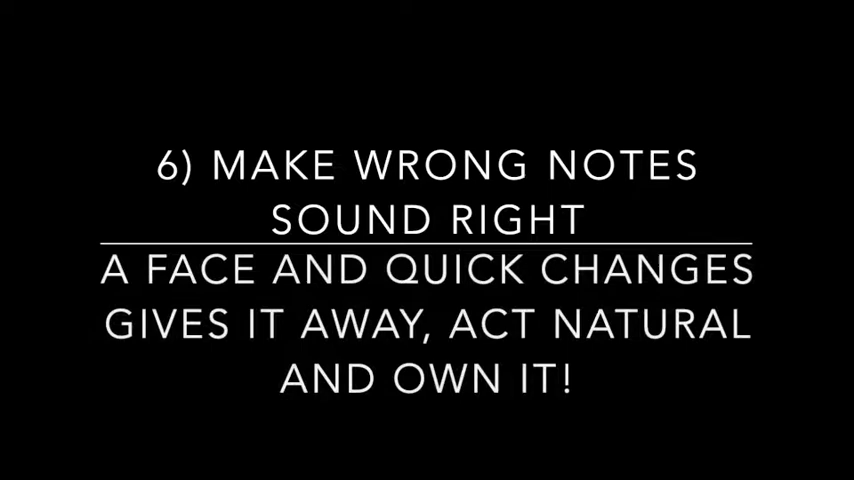 6) MAKE WRONG NOTES
SOUND RIGHT
A FACE AND QUICK CHANGES
GIVES IT AWAY, ACT NATURAL
AND OWN IT!